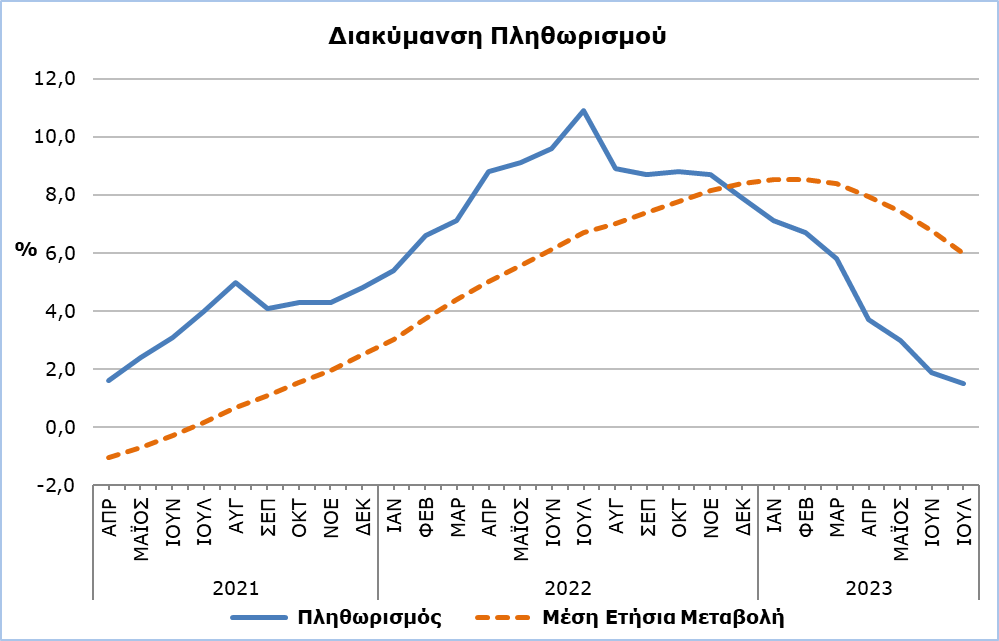 Διακύμανση Πληθωρισμού
12,0
10,0
8,0
6,0
%
4,0
2,0
0,0
-2,0
ΑΠΡ ΜΑΪΟΣ ΙΟΥΝ ΙΟΥΛ ΑΥΓ ΣΕΠ ΟΚΤ ΝΟΕ ΔΕΚ ΙΑΝ ΦΕΒ ΜΑΡ ΑΠΡ ΜΑΪΟΣ ΙΟΥΝ ΙΟΥΛ ΑΥΓ ΣΕΠ ΟΚΤ ΝΟΕ ΔΕΚ ΙΑΝ ΦΕΒ ΜΑΡ ΑΠΡ ΜΑΪΟΣ ΙΟΥΝ ΙΟΥΛ
2021 2022 2023
Πληθωρισμός Μέση Ετήσια Μεταβολή